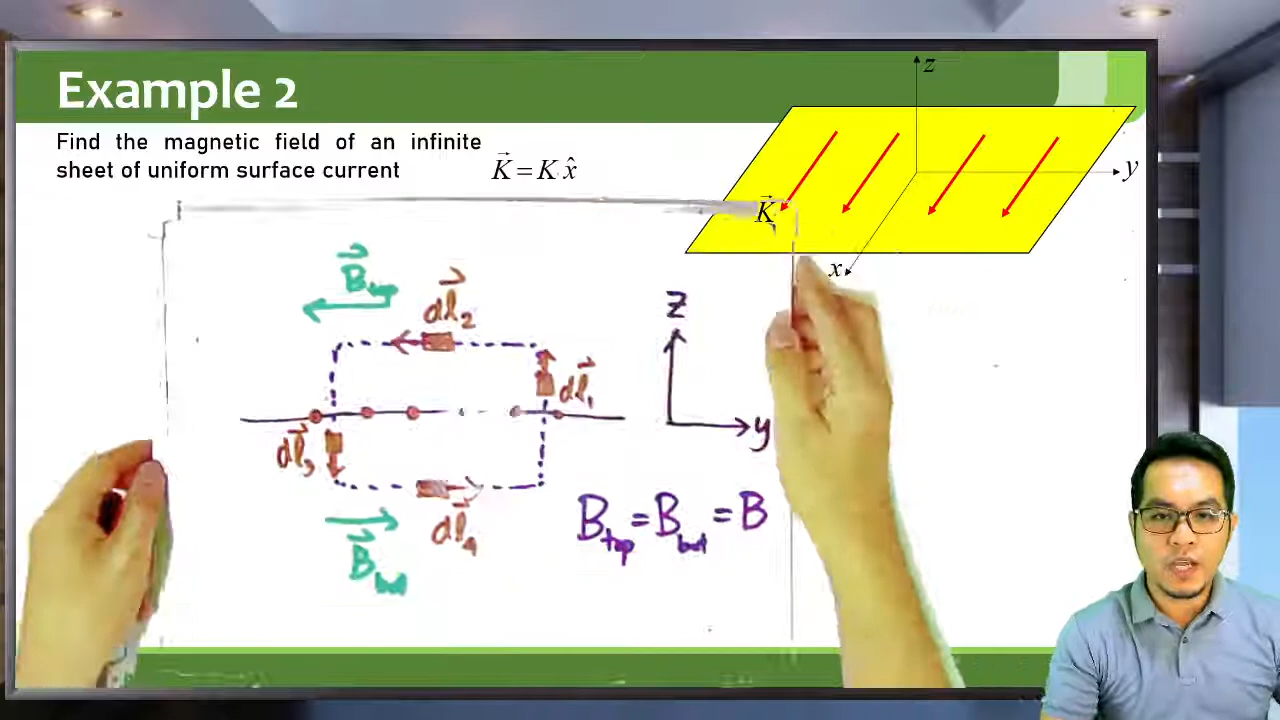 Example 2
Find the magnetic field of an infinite
sheet of uniform surface current
K⃗ = K x̂
z
y
K⃗
x
B⃗top
dl⃗2
dl⃗1
dl⃗3
dl⃗4
B⃗bot
z
y
Btop = Bbot = B